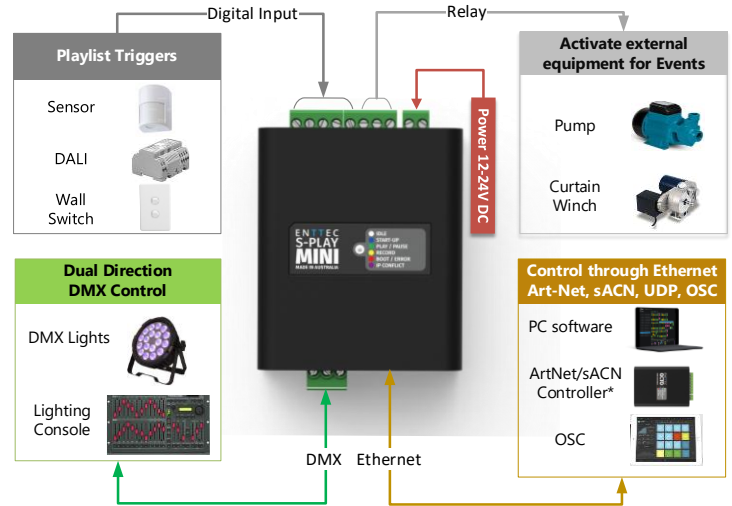 Digital Input
Relay
Playlist Triggers
Sensor
DALI
Wall
Switch
Activate external
equipment for Events
Pump
Curtain
Winch
Power 12-24V DC
ENTTEC
S-PLAY
MINI
MADE IN AUSTRALIA
IDLE
START-UP
PLAY / PAUSE
RECORD
BOOT / ERROR
IP CONFLICT
Dual Direction
DMX Control
DMX Lights
Lighting
Console
Control through Ethernet
Art-Net, sACN, UDP, OSC
PC software
ArtNet/sACN
Controller*
OCTO
OSC
DMX
Ethernet